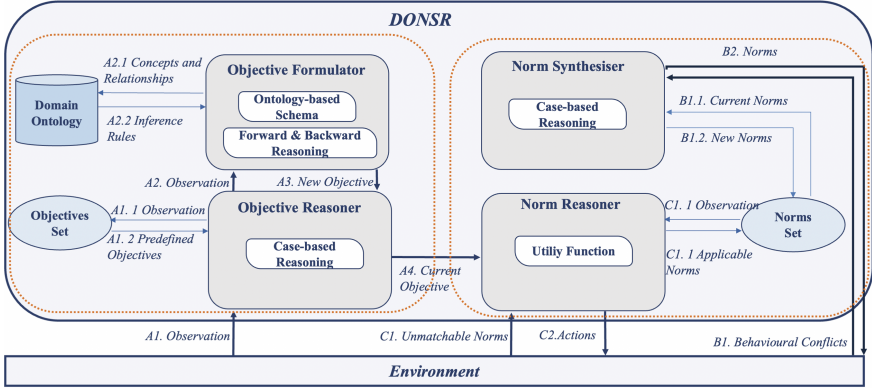 DONSR
A2.1 Concepts and
Relationships
Objective Formulator
Ontology-based
Schema
Forward & Backward
Reasoning
Domain
Ontology
A2.2 Inference
Rules
A2. Observation
A3. New Objective
Objectives
Set
A1. 1 Observation
A1. 2 Predefined
Objectives
Objective Reasoner
Case-based
Reasoning
A4. Current
Objective
A1. Observation
Norm Synthesiser
Case-based
Reasoning
B2. Norms
B1.1. Current Norms
B1.2. New Norms
Norm Reasoner
Utiliy Function
C1. 1 Observation
C1. 1 Applicable
Norms
Norms
Set
C1. Unmatchable Norms
C2.Actions
B1. Behavioural Conflicts
Environment